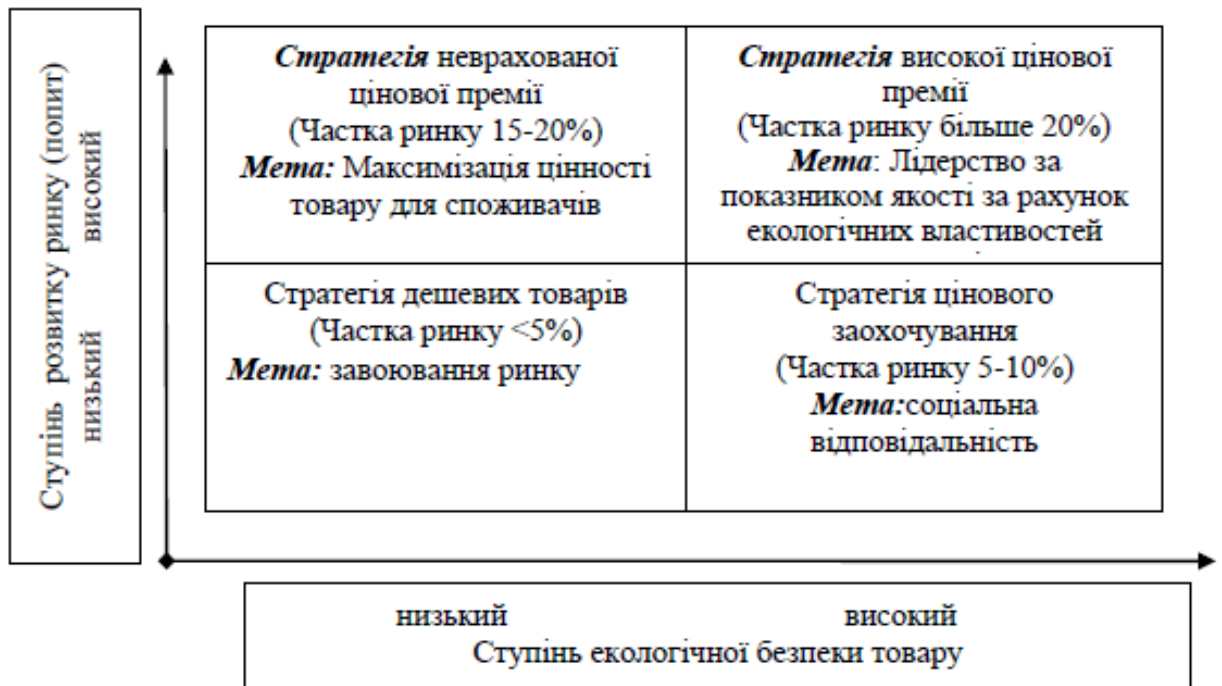 Ступінь розвитку ринку (попит)
низький високий
Стратегія неврахованої
цінової премії
(Частка ринку 15-20%)
Мета: Максимізація цінності
товару для споживачів
Стратегія високої цінової
премії
(Частка ринку більше 20%)
Мета: Лідерство за
показником якості за рахунок
екологічних властивостей
Стратегія дешевих товарів
(Частка ринку <5%)
Мета: завоювання ринку
Стратегія цінового
заохочування
(Частка ринку 5-10%)
Мета:соціальна
відповідальність
низький високий
Ступінь екологічної безпеки товару